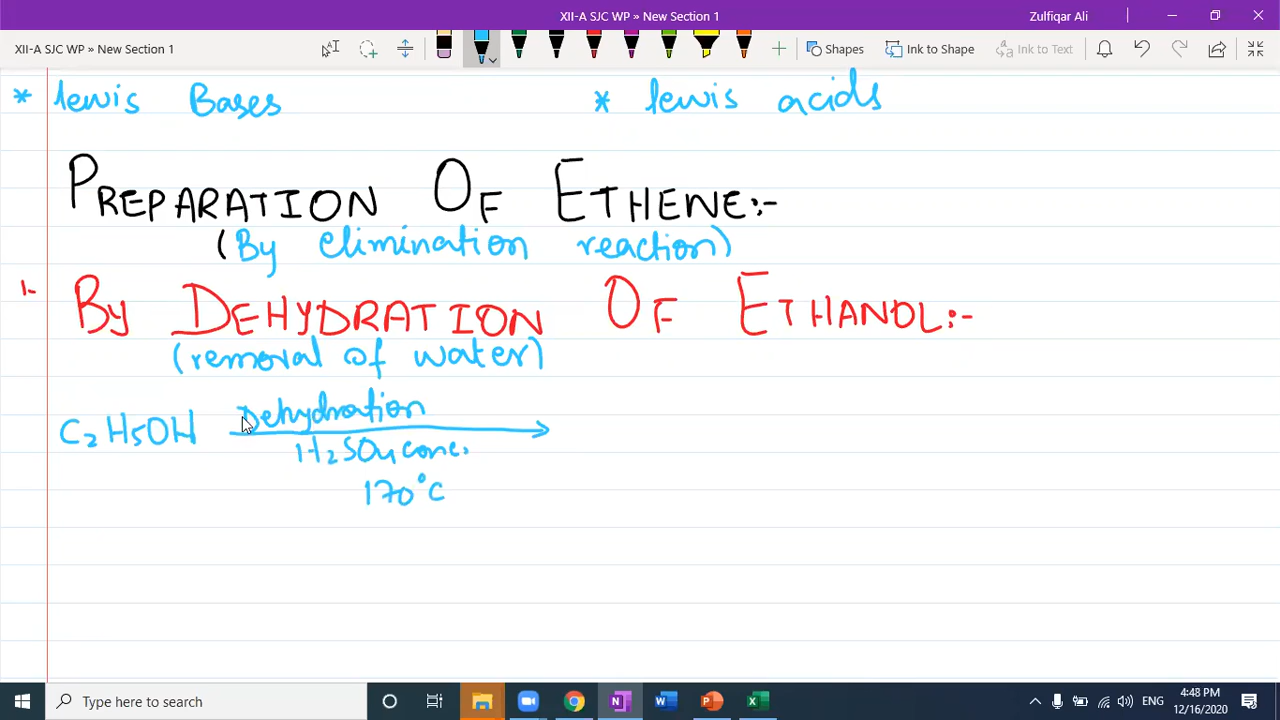 XII-A SJC WP » New Section 1
Zulfiqar Ali
XII-A SJC WP » New Section 1
Shapes Ink to Shape Ink to Text
* lewis Bases * lewis acids
PREPARATION OF ETHENE:-
(By elimination reaction)
1- By DEHYDRATION OF ETHANOL:-
(removal of water)
C₂H₅OH Dehydration
H₂SO₄ conc.
170°C
Type here to search
ENG 4:48 PM
12/16/2020